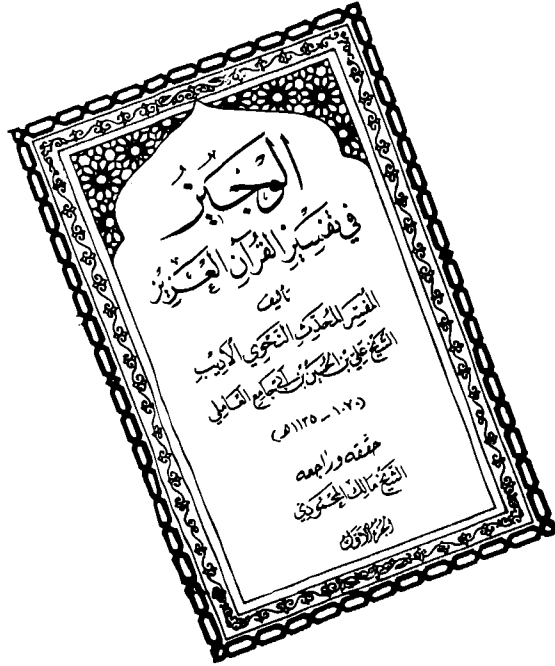 الوجيز
في تفسير القرآن العزيز
تأليف
المفسر المحدث النحوي الأديب
الشيخ علي بن الحسين بن أبي جامع العاملي
(١٠٧٠ - ١١٣٥هـ)
حققه وراجعه
الشيخ مالك المحمودي
الجزء الأول